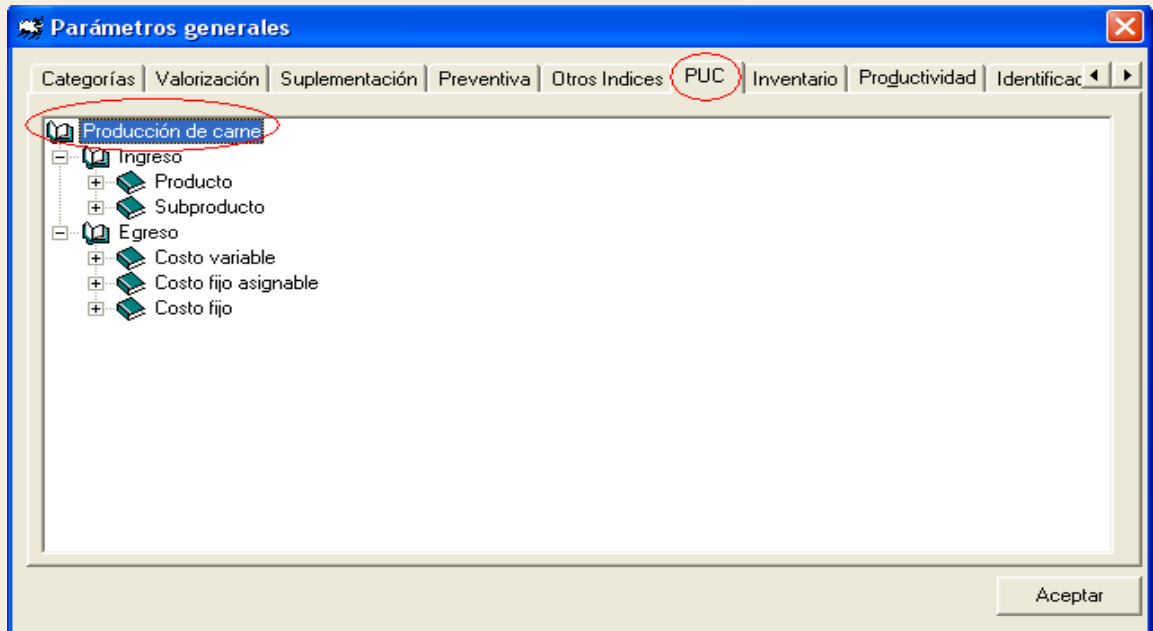 Parámetros generales
Categorías Valorización Suplementación Preventiva Otros Indices PUC Inventario Productividad Identificac
Producción de carne
Ingreso
Producto
Subproducto
Egreso
Costo variable
Costo fijo asignable
Costo fijo
Aceptar